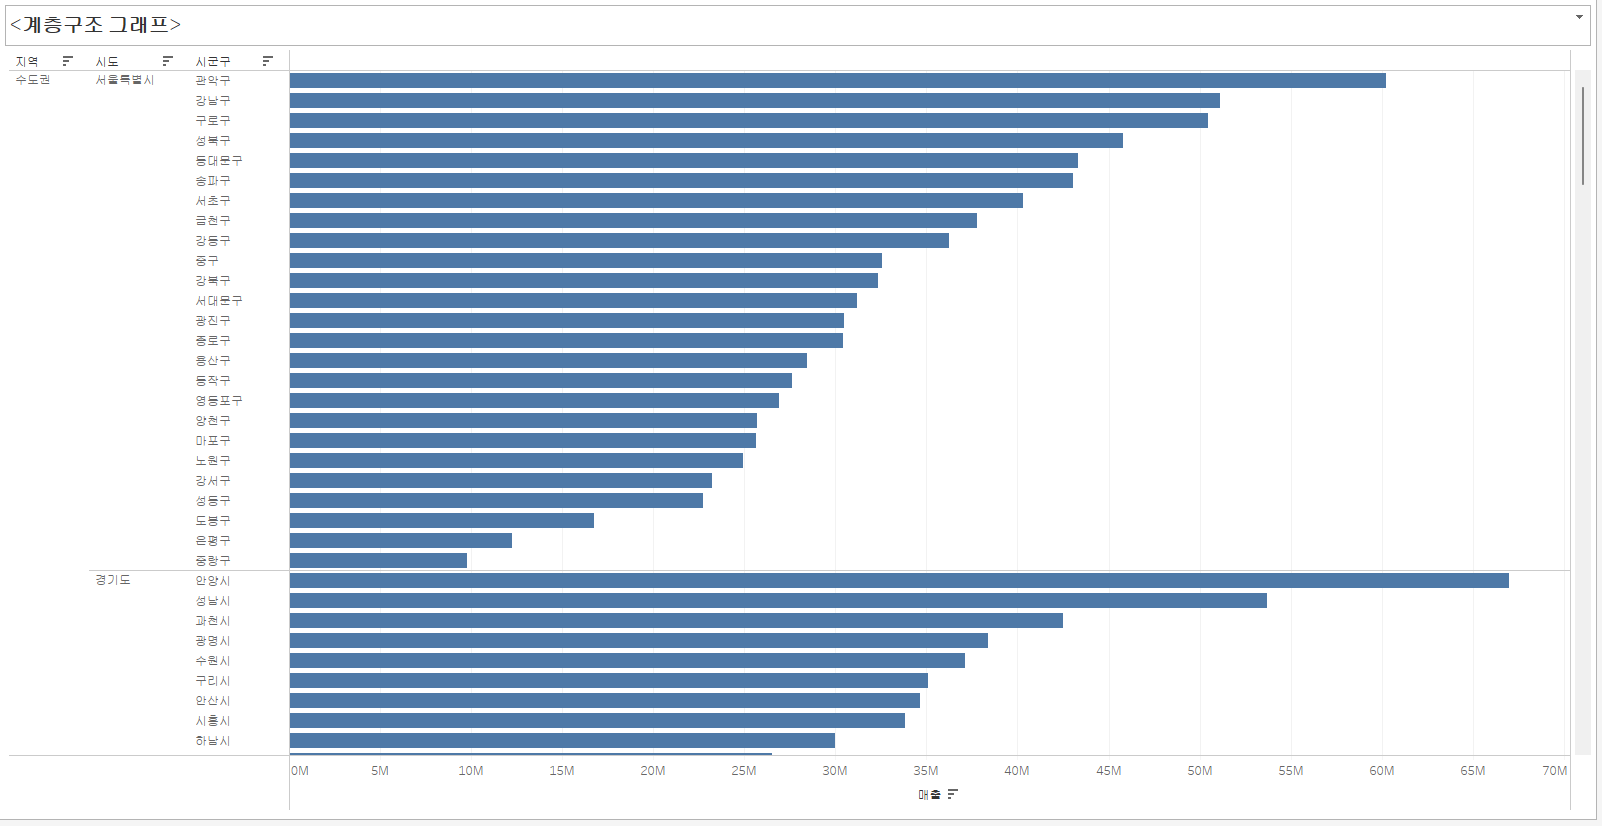 <계층구조 그래프>
지역 시도 시군구
수도권 서울특별시 관악구
강남구
구로구
성북구
동대문구
송파구
서초구
금천구
강동구
중구
강북구
서대문구
광진구
종로구
용산구
동작구
영등포구
양천구
마포구
노원구
강서구
성동구
도봉구
은평구
중랑구
경기도 안양시
성남시
과천시
광명시
수원시
구리시
안산시
시흥시
하남시
0M 5M 10M 15M 20M 25M 30M 35M 40M 45M 50M 55M 60M 65M 70M
매출